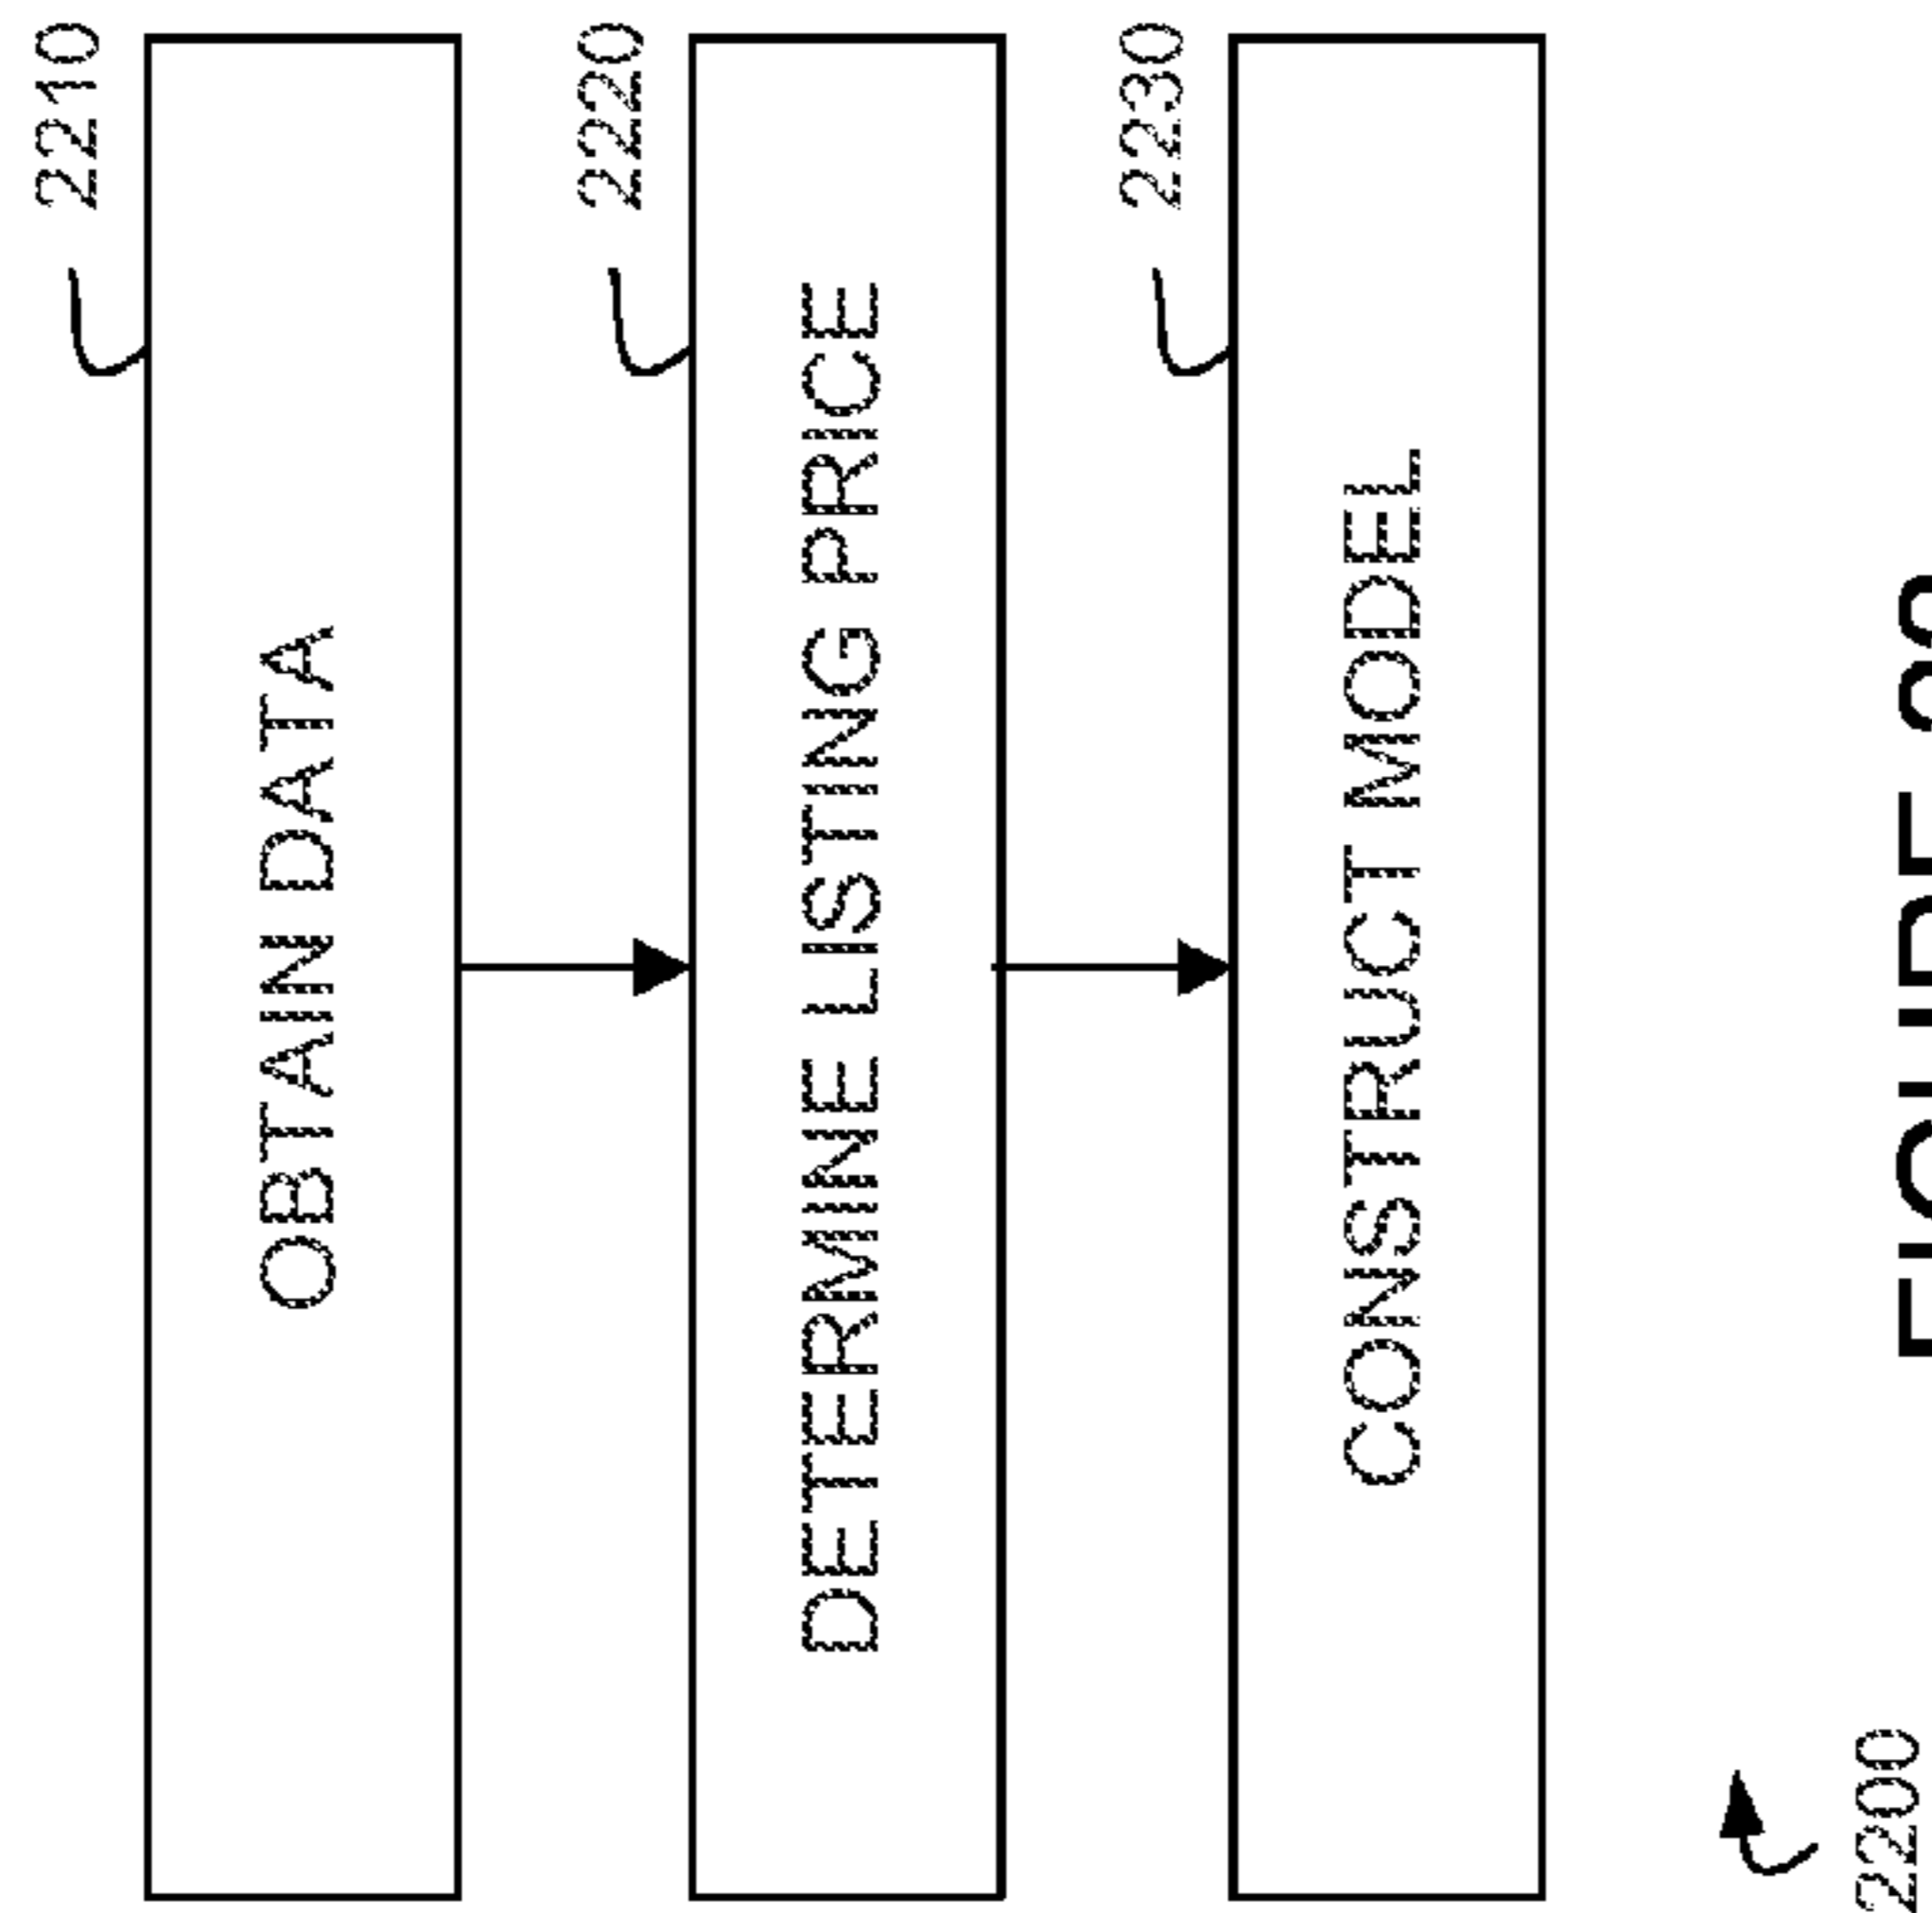 2210
OBTAIN DATA
2220
DETERMINE LISTING PRICE
2230
CONSTRUCT MODEL
2200